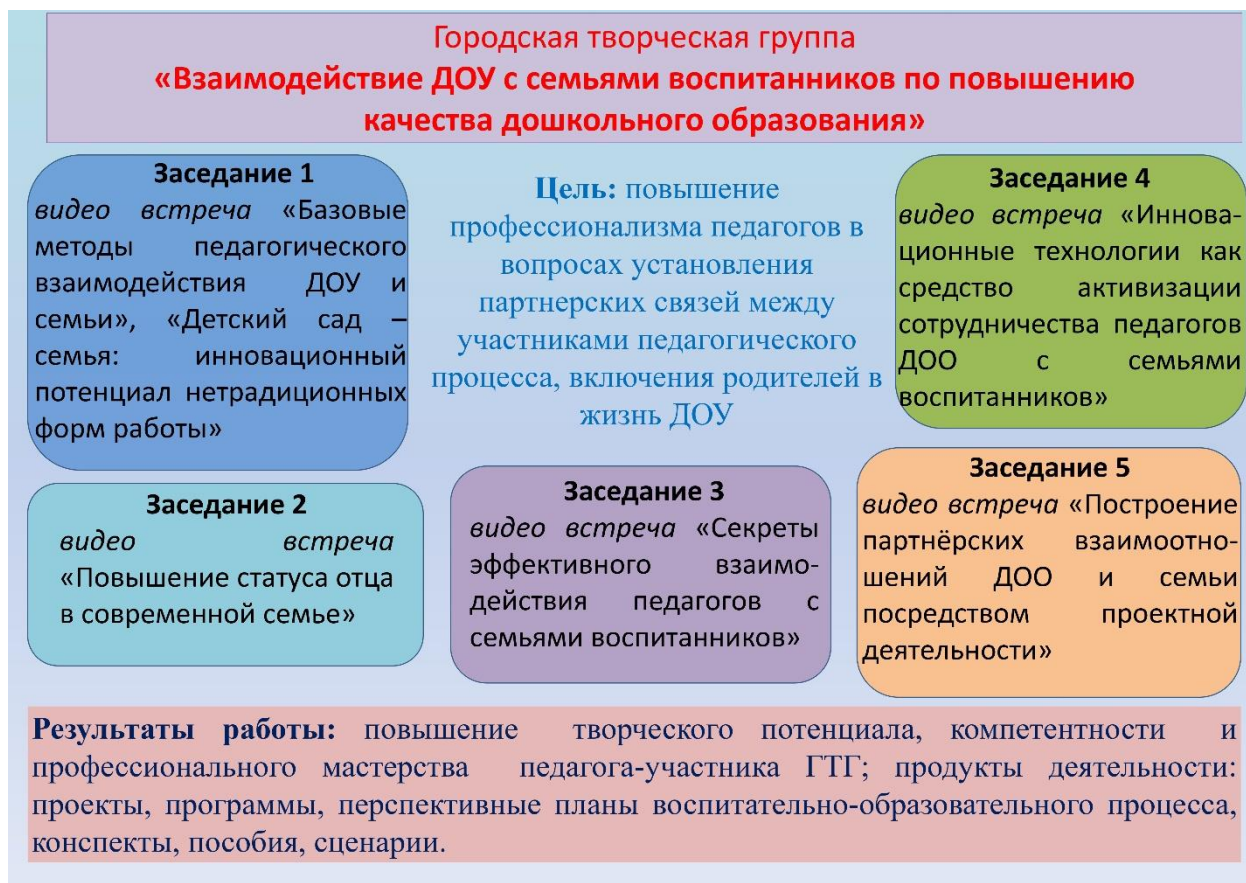 Городская творческая группа
«Взаимодействие ДОУ с семьями воспитанников по повышению
качества дошкольного образования»
Заседание 1
видео встреча «Базовые
методы педагогического
взаимодействия ДОУ и
семьи», «Детский сад –
семья: инновационный
потенциал нетрадиционных
форм работы»
Цель: повышение
профессионализма педагогов в
вопросах установления
партнерских связей между
участниками педагогического
процесса, включения родителей в
жизнь ДОУ
Заседание 4
видео встреча «Иннова-
ционные технологии как
средство активизации
сотрудничества педагогов
ДОО с семьями
воспитанников»
Заседание 2
видео встреча
«Повышение статуса отца
в современной семье»
Заседание 3
видео встреча «Секреты
эффективного взаимо-
действия педагогов с
семьями воспитанников»
Заседание 5
видео встреча «Построение
партнёрских взаимоотно-
шений ДОО и семьи
посредством проектной
деятельности»
Результаты работы: повышение творческого потенциала, компетентности и
профессионального мастерства педагога-участника ГТГ; продукты деятельности:
проекты, программы, перспективные планы воспитательно-образовательного процесса,
конспекты, пособия, сценарии.